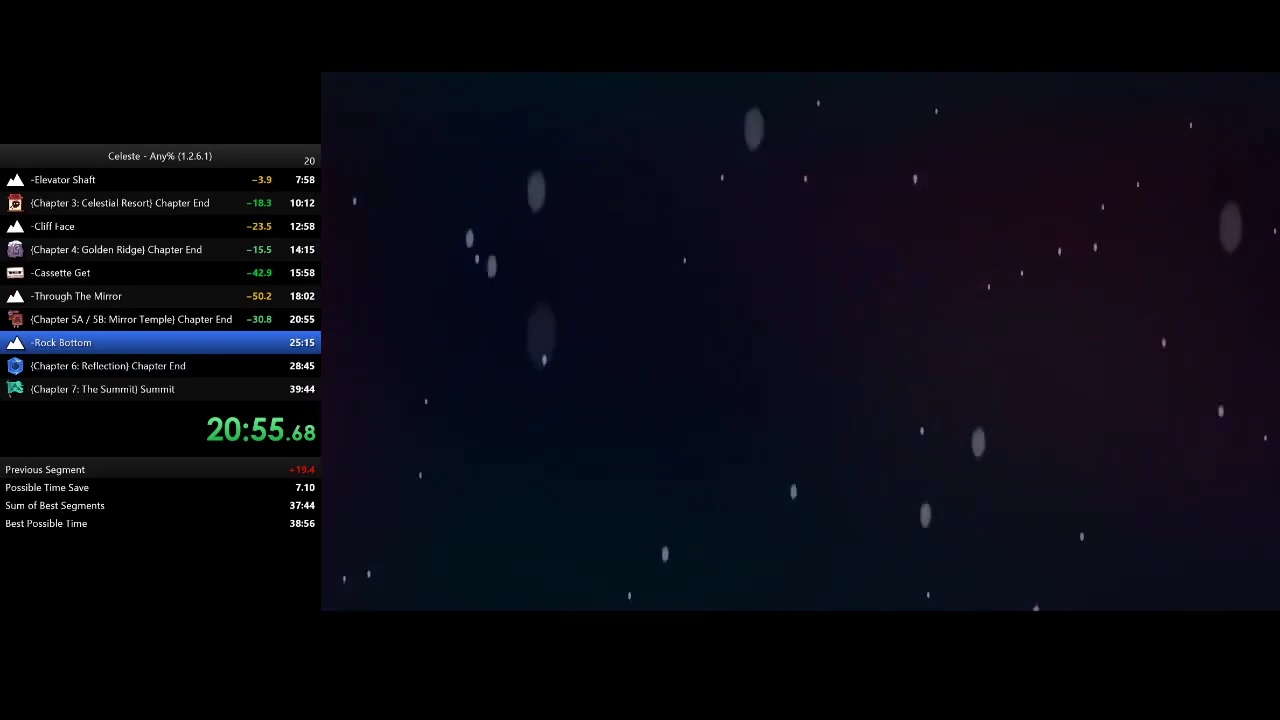 Celeste - Any% (1.2.6.1)
20
-Elevator Shaft −3.9 7:58
{Chapter 3: Celestial Resort} Chapter End −18.3 10:12
-Cliff Face −23.5 12:58
{Chapter 4: Golden Ridge} Chapter End −15.5 14:15
-Cassette Get −42.9 15:58
-Through The Mirror −50.2 18:02
{Chapter 5A / 5B: Mirror Temple} Chapter End −30.8 20:55
-Rock Bottom 25:15
{Chapter 6: Reflection} Chapter End 28:45
{Chapter 7: The Summit} Summit 39:44
20:55.68
Previous Segment +19.4
Possible Time Save 7.10
Sum of Best Segments 37:44
Best Possible Time 38:56